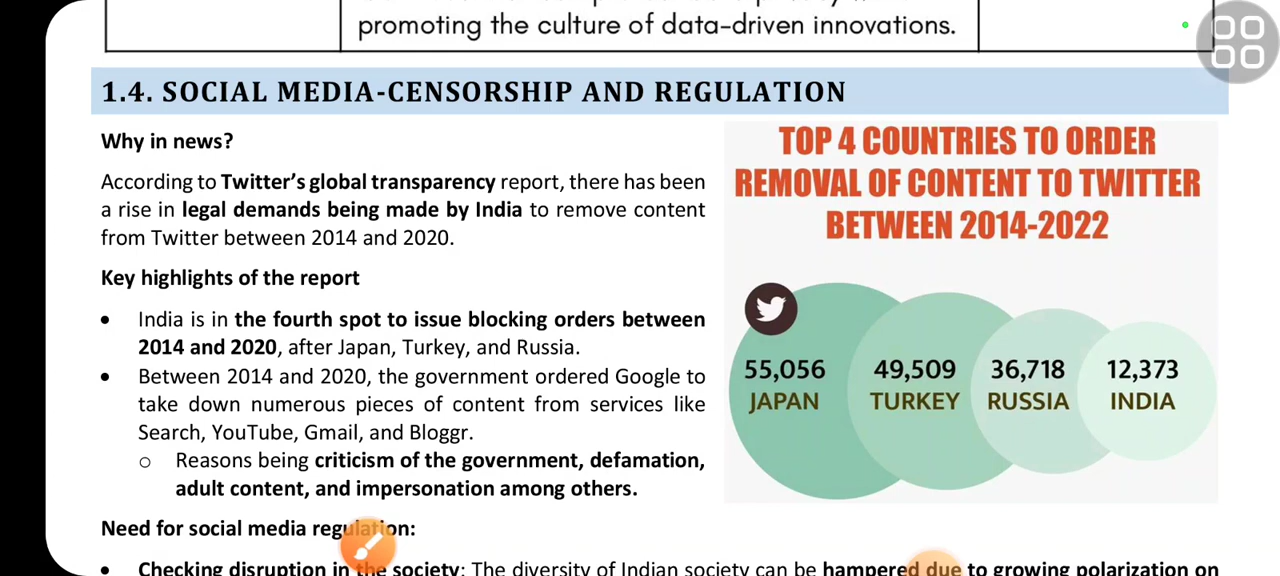 promoting the culture of data-driven innovations.
1.4. SOCIAL MEDIA-CENSORSHIP AND REGULATION
Why in news?
According to Twitter's global transparency report, there has been
a rise in legal demands being made by India to remove content
from Twitter between 2014 and 2020.
Key highlights of the report
• India is in the fourth spot to issue blocking orders between
2014 and 2020, after Japan, Turkey, and Russia.
• Between 2014 and 2020, the government ordered Google to
take down numerous pieces of content from services like
Search, YouTube, Gmail, and Bloggr.
o Reasons being criticism of the government, defamation,
adult content, and impersonation among others.
TOP 4 COUNTRIES TO ORDER
REMOVAL OF CONTENT TO TWITTER
BETWEEN 2014-2022
55,056 49,509 36,718 12,373
JAPAN TURKEY RUSSIA INDIA
Need for social media regulation:
• Checking disruption in the society: The diversity of Indian society can be hampered due to growing polarization on